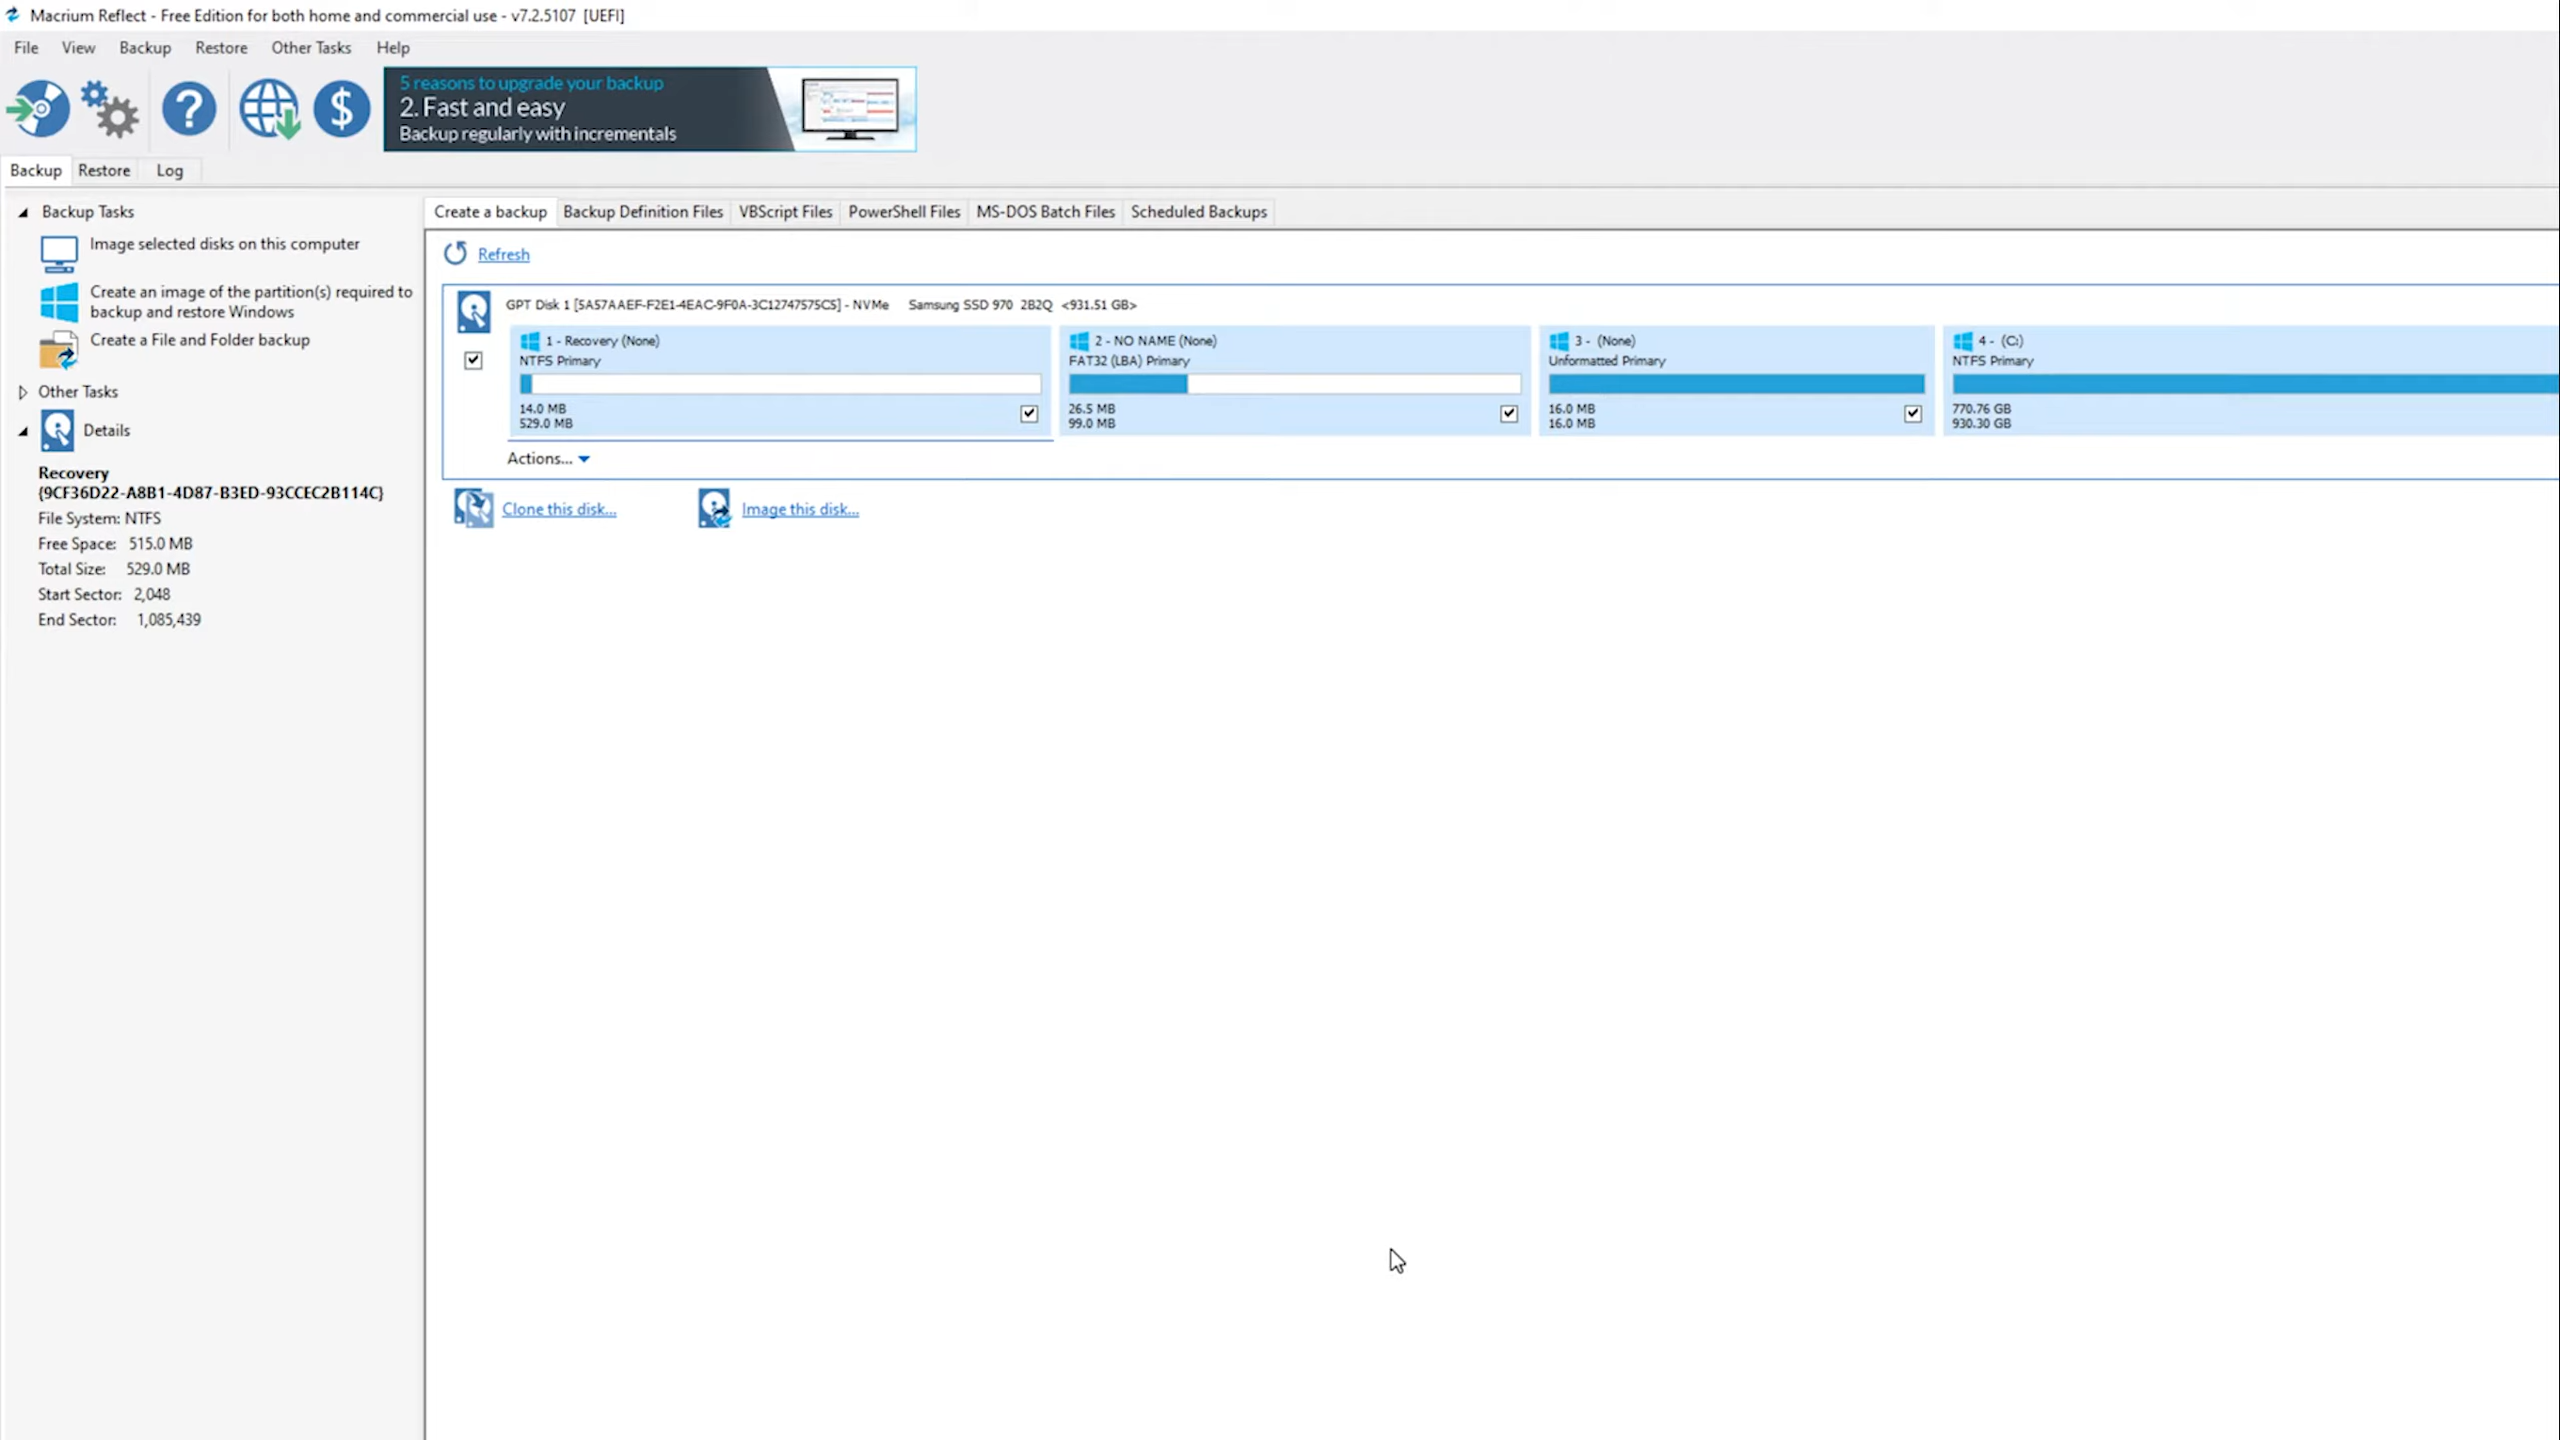 Macrium Reflect - Free Edition for both home and commercial use - v7.2.5107 [UEFI]
File View Backup Restore Other Tasks Help
5 reasons to upgrade your backup
2. Fast and easy
Backup regularly with incrementals
Backup Restore Log
Backup Tasks
Image selected disks on this computer
Create an image of the partition(s) required to
backup and restore Windows
Create a File and Folder backup
Other Tasks
Details
Recovery
{9CF36D22-A8B1-4D87-B3ED-93CCEC2B114C}
File System: NTFS
Free Space: 515.0 MB
Total Size: 529.0 MB
Start Sector: 2,048
End Sector: 1,085,439
Create a backup Backup Definition Files VBScript Files PowerShell Files MS-DOS Batch Files Scheduled Backups
Refresh
GPT Disk 1 [5A57AAEF-F2E1-4EAC-9F0A-3C12747575C5] - NVMe Samsung SSD 970 2B2Q <931.51 GB>
1 - Recovery (None)
NTFS Primary
14.0 MB
529.0 MB
2 - NO NAME (None)
FAT32 (LBA) Primary
26.5 MB
99.0 MB
3 - (None)
Unformatted Primary
16.0 MB
16.0 MB
4 - (C:)
NTFS Primary
770.76 GB
930.30 GB
Actions...
Clone this disk... Image this disk...